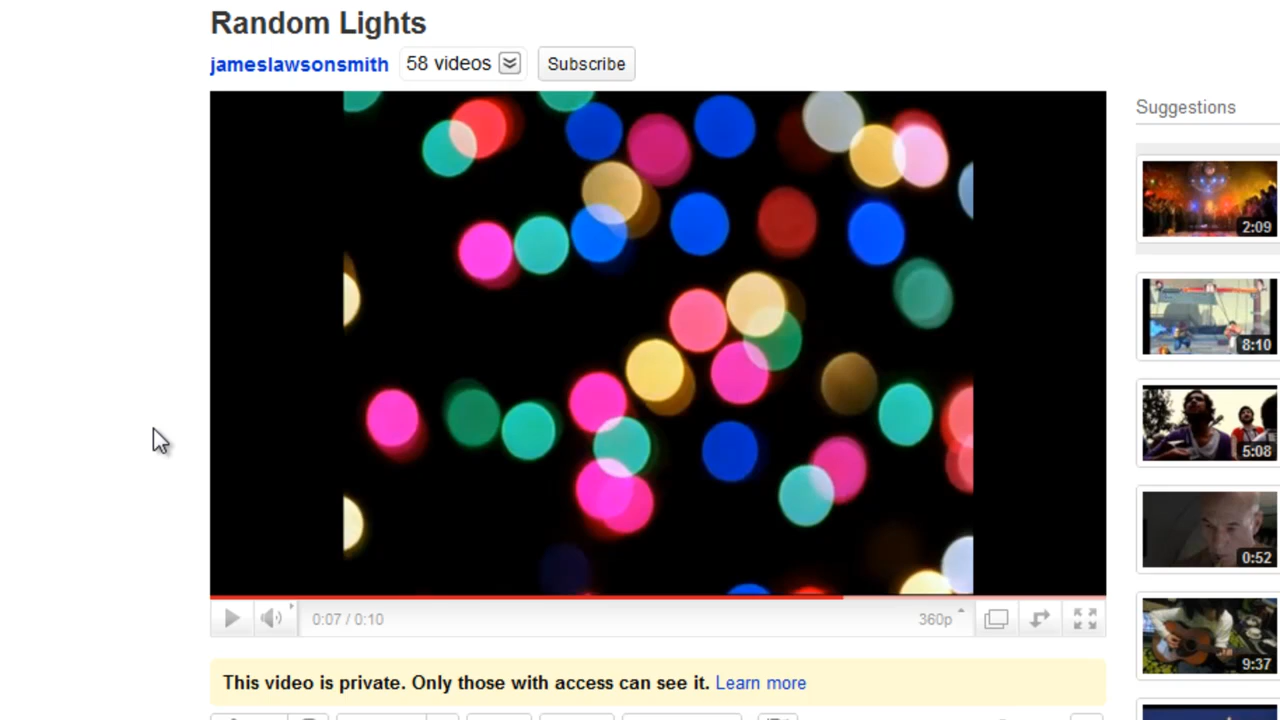 Random Lights
jameslawsonsmith 58 videos Subscribe
Suggestions
2:09
8:10
5:08
0:52
9:37
0:07 / 0:10 360p
This video is private. Only those with access can see it. Learn more